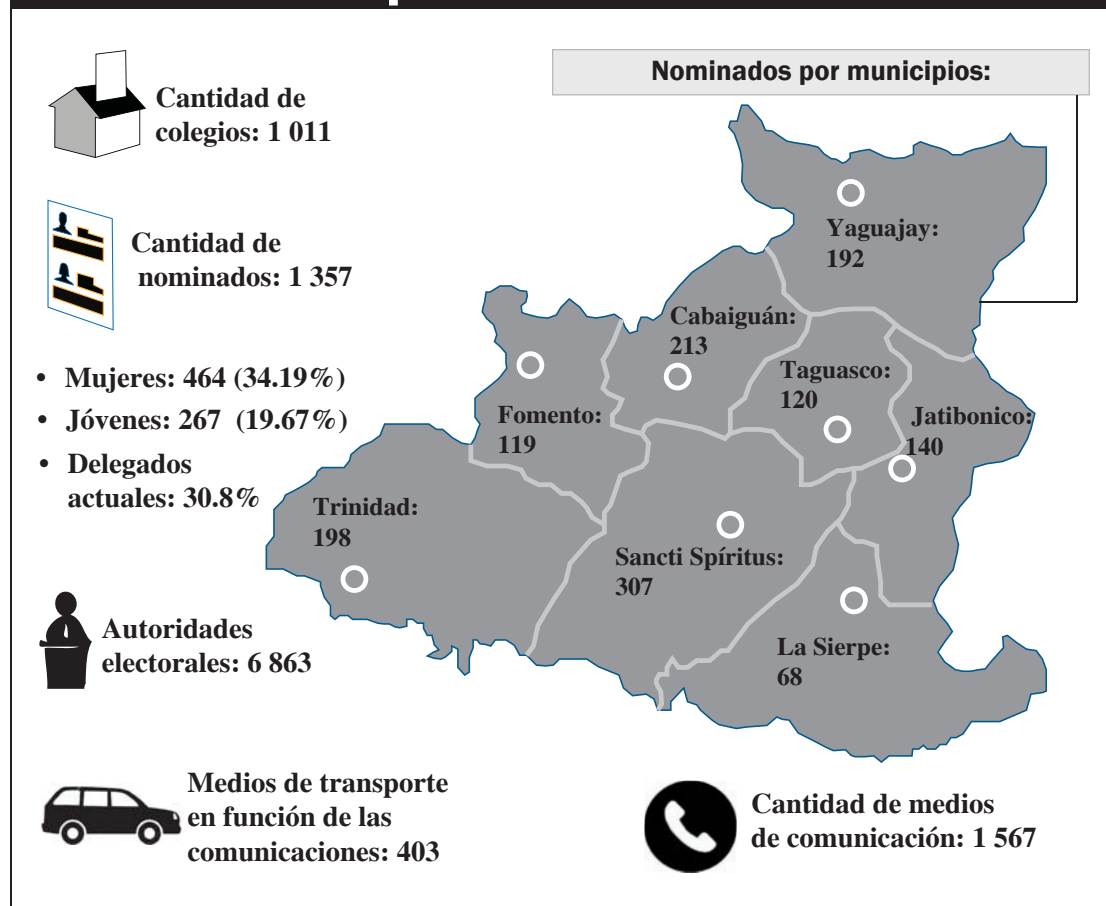 Nominados por municipios:
Cantidad de
colegios: 1 011
Cantidad de
nominados: 1 357
• Mujeres: 464 (34.19%)
• Jóvenes: 267 (19.67%)
• Delegados
actuales: 30.8%
Yaguajay:
192
Cabaiguán:
213
Taguasco:
120
Jatibonico:
140
Fomento:
119
Trinidad:
198
Sancti Spíritus:
307
La Sierpe:
68
Autoridades
electorales: 6 863
Medios de transporte
en función de las
comunicaciones: 403
Cantidad de medios
de comunicación: 1 567